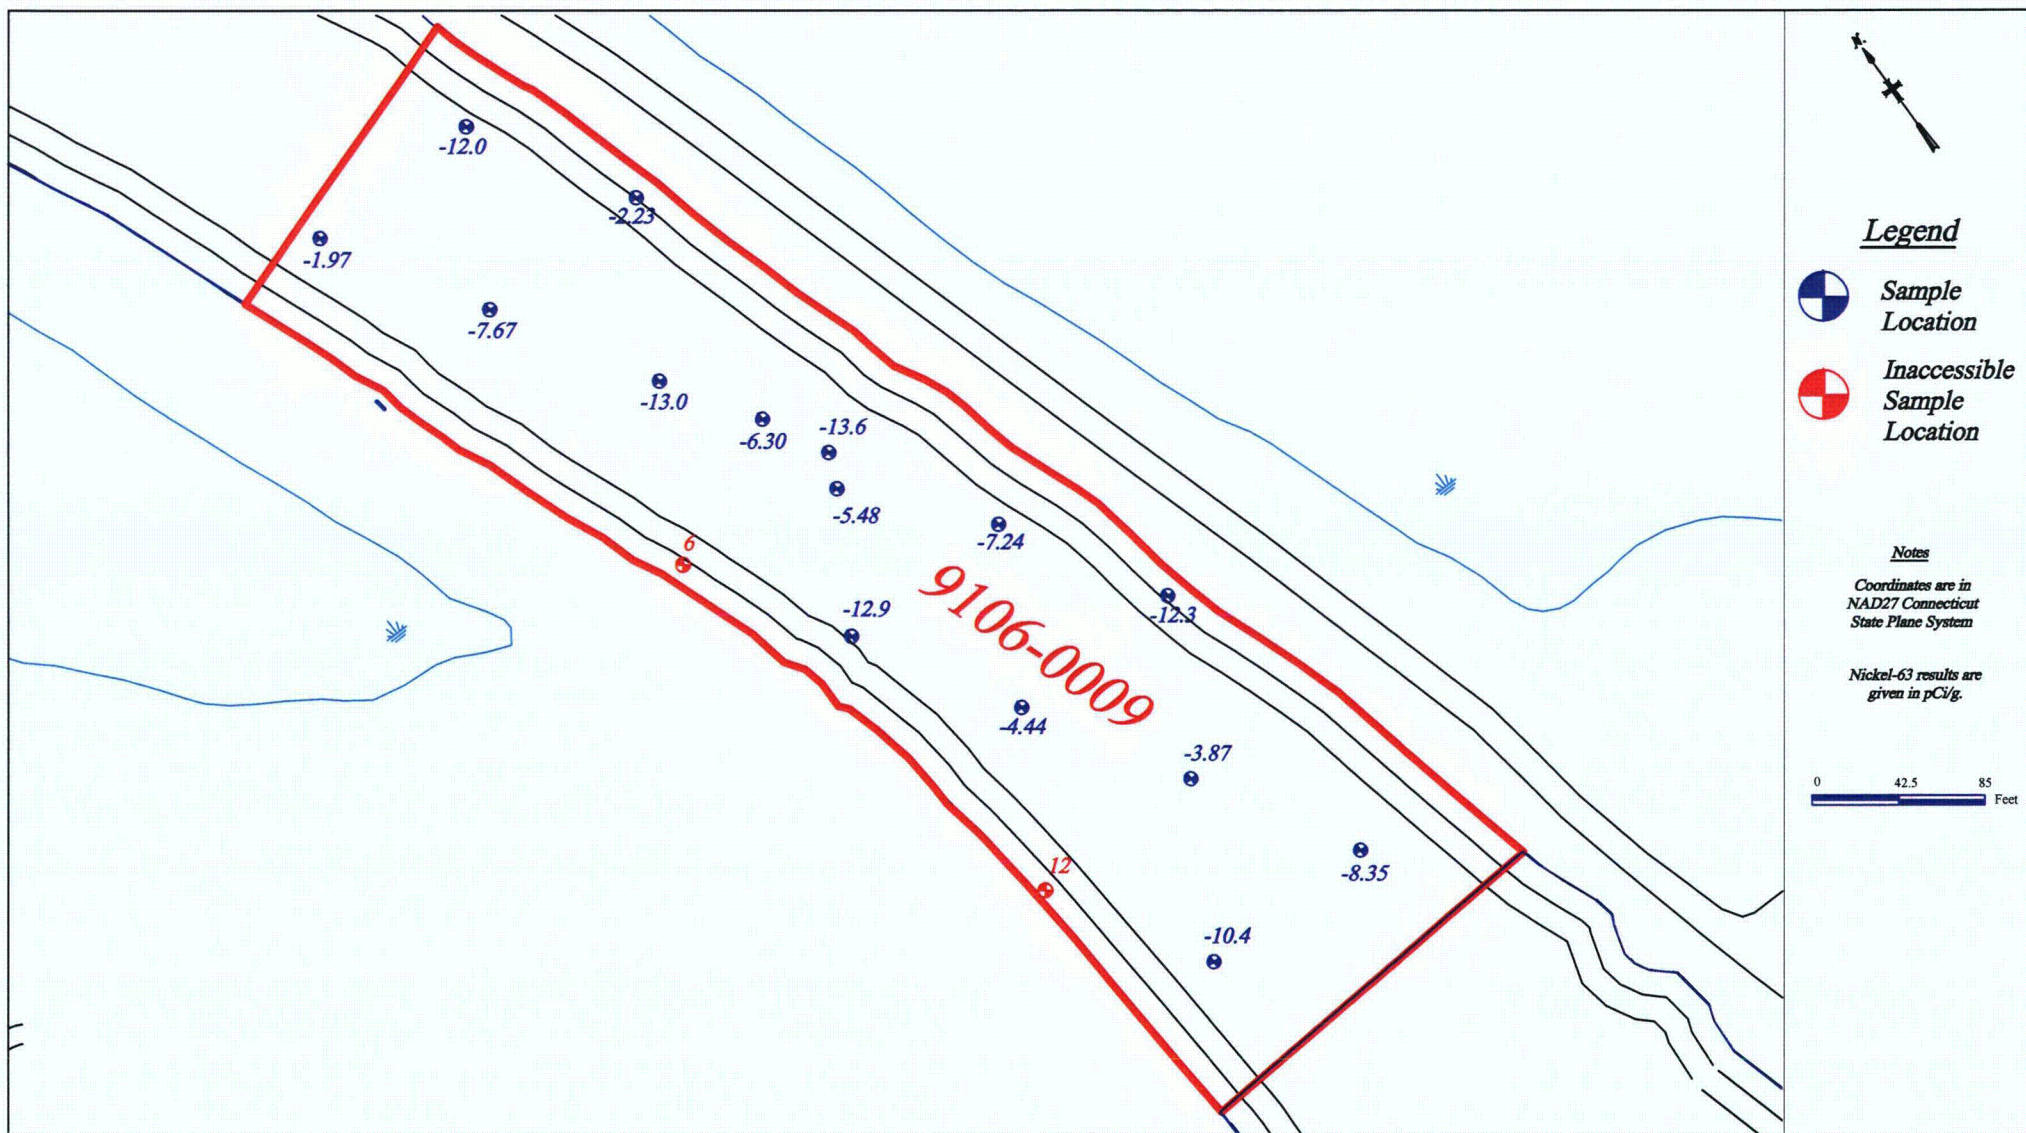 -12.0
-2.23
-1.97
-7.67
-13.0
-6.30
-13.6
-5.48
-7.24
6
-12.9
9106-0009
-12.3
-4.44
-3.87
12
-8.35
-10.4
N
Legend
Sample
Location
Inaccessible
Sample
Location
Notes
Coordinates are in
NAD27 Connecticut
State Plane System
Nickel-63 results are
given in pCi/g.
0 42.5 85
Feet